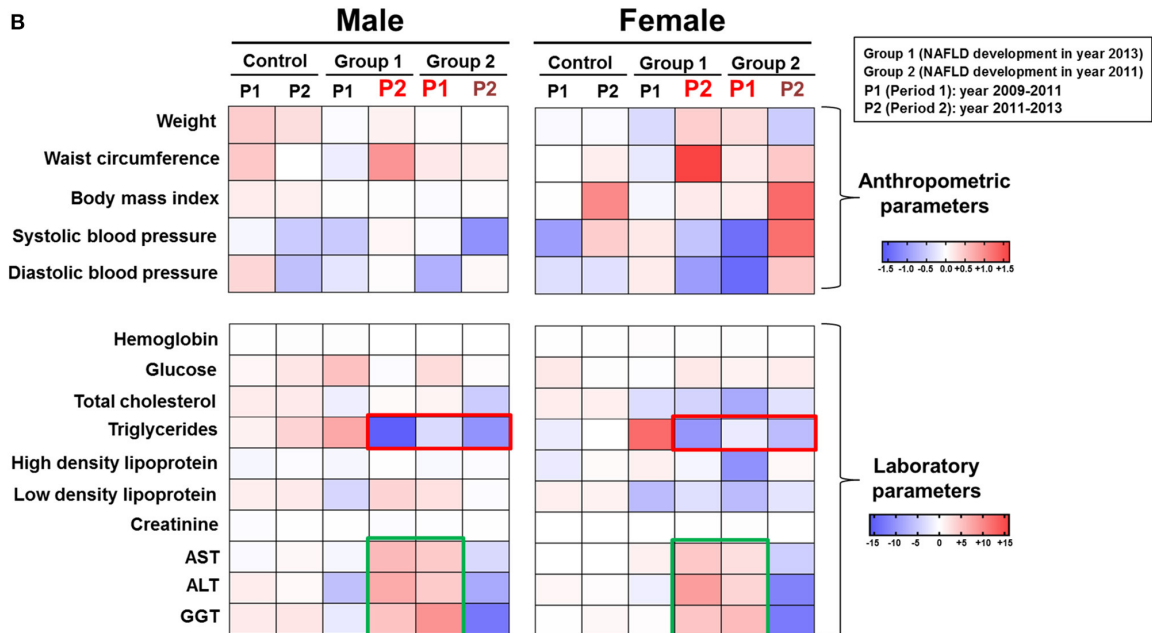 B
Male
Female
Control Group 1 Group 2
Control Group 1 Group 2
P1 P2 P1 P2 P1 P2
P1 P2 P1 P2 P1 P2
Group 1 (NAFLD development in year 2013)
Group 2 (NAFLD development in year 2011)
P1 (Period 1): year 2009-2011
P2 (Period 2): year 2011-2013
Weight
Waist circumference
Body mass index
Systolic blood pressure
Diastolic blood pressure
Anthropometric
parameters
-1.5 -1.0 -0.5 0.0 +0.5 +1.0 +1.5
Hemoglobin
Glucose
Total cholesterol
Triglycerides
High density lipoprotein
Low density lipoprotein
Creatinine
AST
ALT
GGT
Laboratory
parameters
-15 -10 -5 0 +5 +10 +15